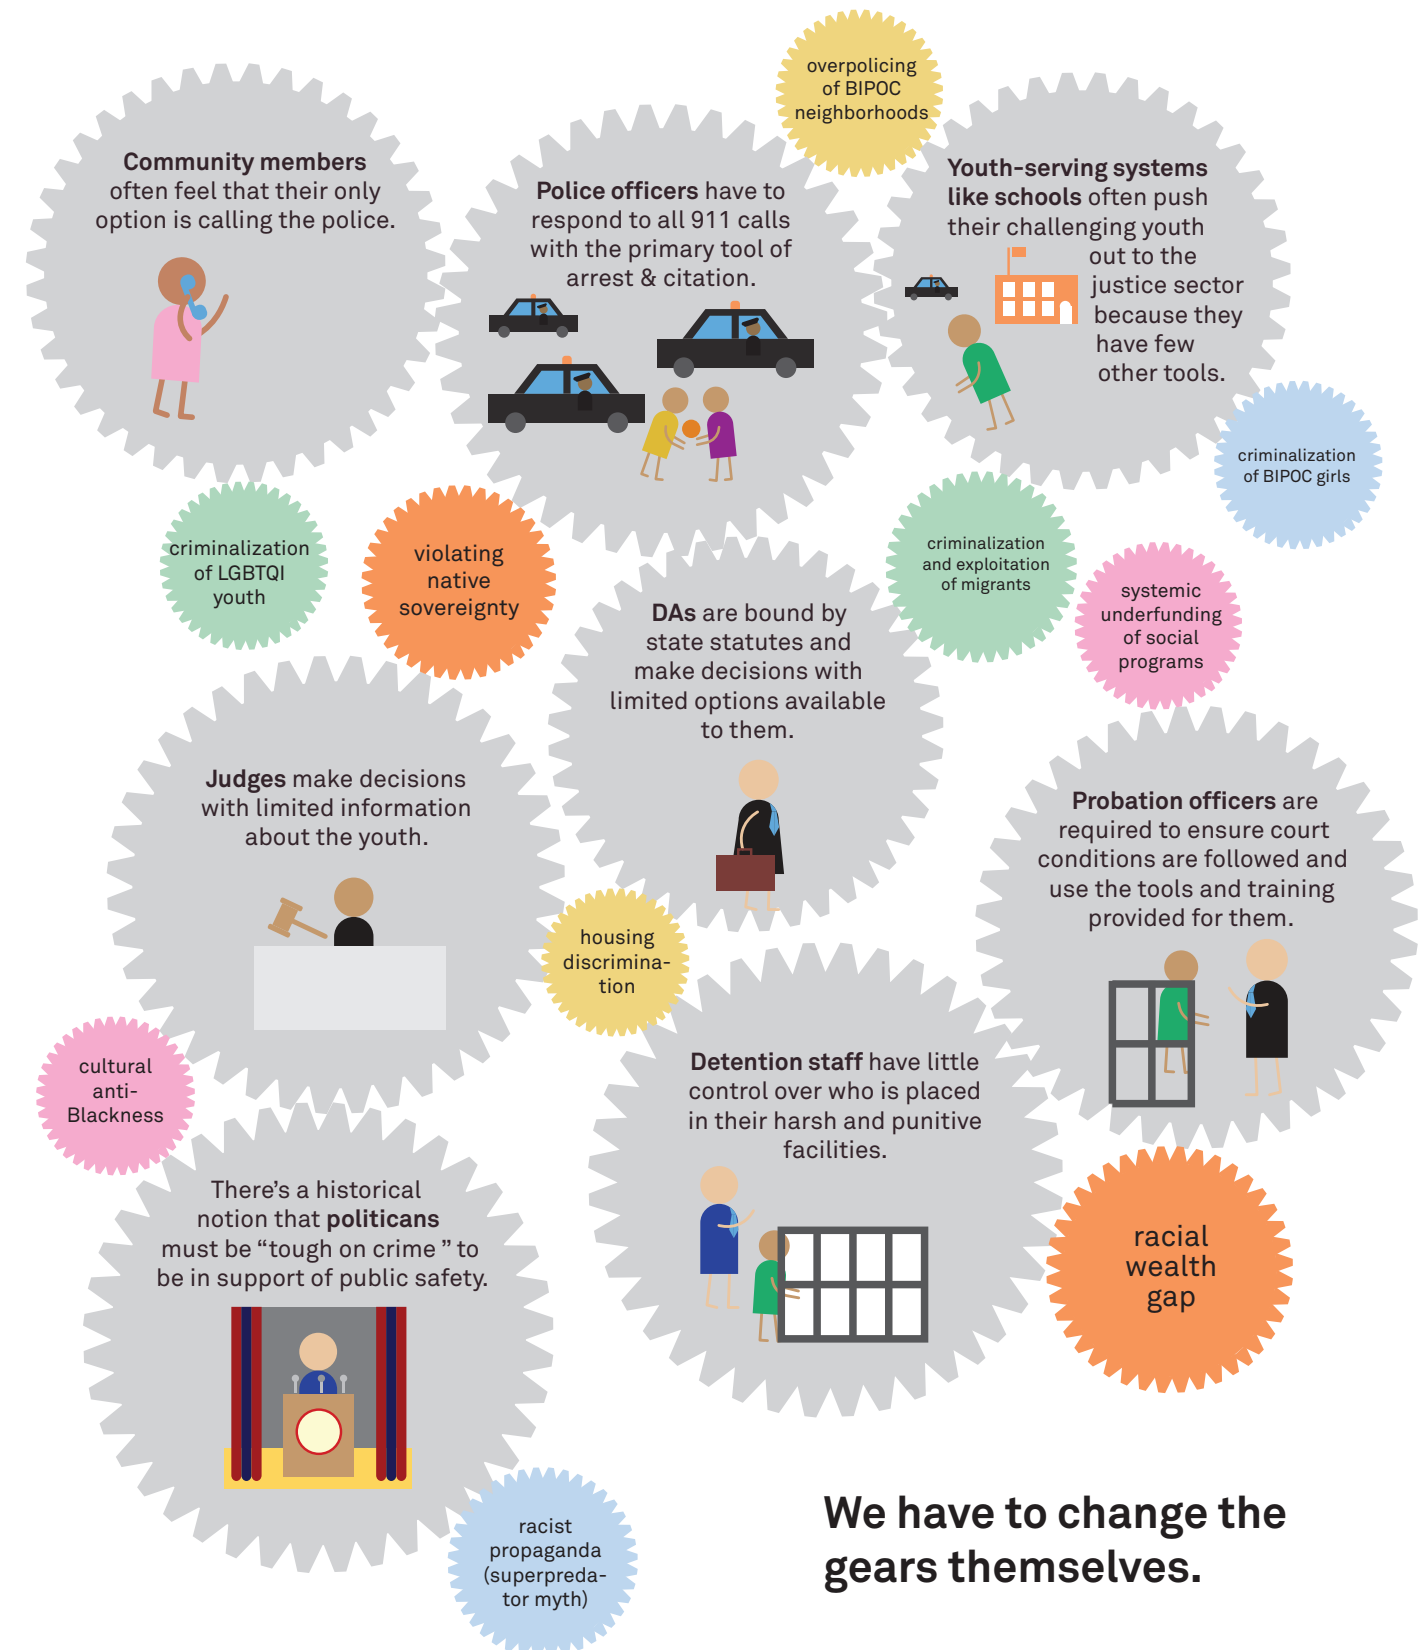 overpolicing
of BIPOC
neighborhoods
Community members
often feel that their only
option is calling the police.
Police officers have to
respond to all 911 calls
with the primary tool of
arrest & citation.
Youth-serving systems
like schools often push
their challenging youth
out to the
justice sector
because they
have few
other tools.
criminalization
of BIPOC girls
criminalization
of LGBTQI
youth
violating
native
sovereignty
criminalization
and exploitation
of migrants
systemic
underfunding
of social
programs
DAs are bound by
state statutes and
make decisions with
limited options available
to them.
Judges make decisions
with limited information
about the youth.
Probation officers are
required to ensure court
conditions are followed and
use the tools and training
provided for them.
housing
discrimina-
tion
cultural
anti-
Blackness
Detention staff have little
control over who is placed
in their harsh and punitive
facilities.
There’s a historical
notion that politicans
must be “tough on crime ” to
be in support of public safety.
racial
wealth
gap
racist
propaganda
(superpreda-
tor myth)
We have to change the
gears themselves.